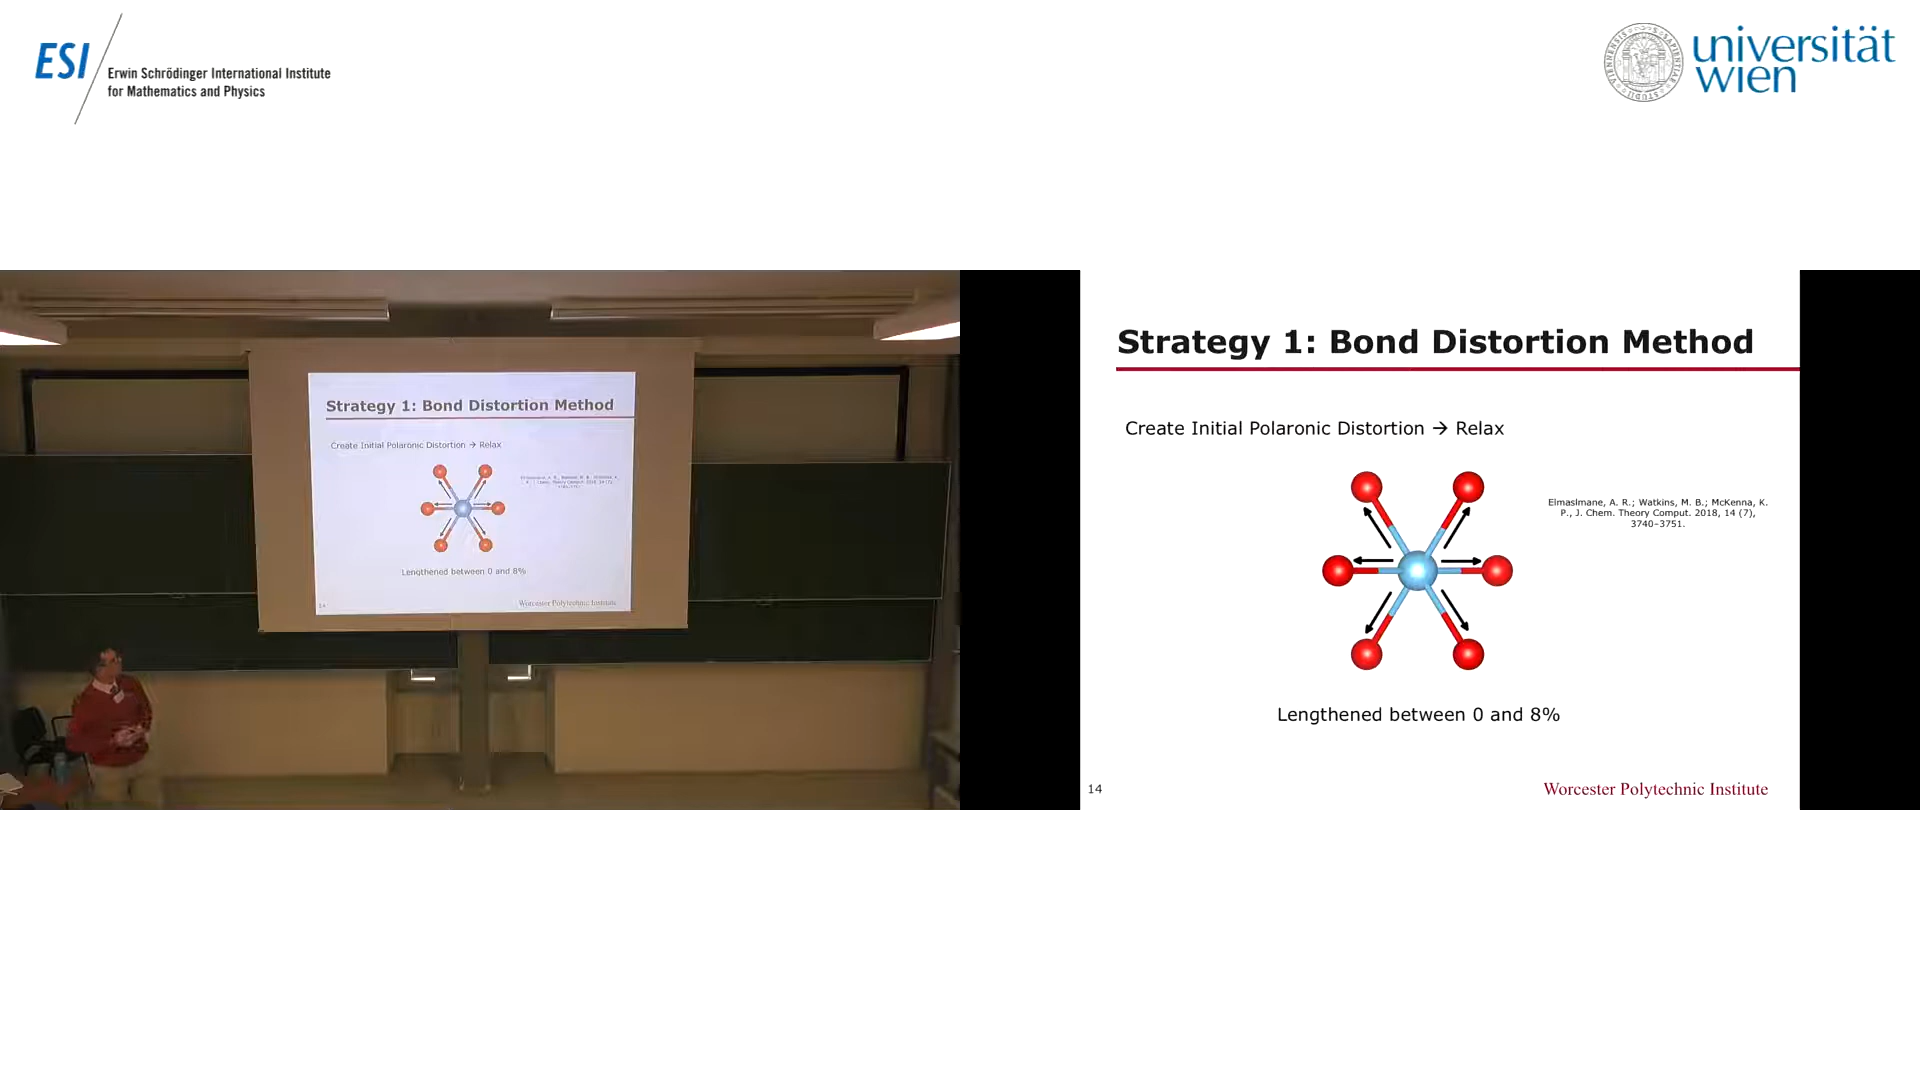 ESI
Erwin Schrödinger International Institute
for Mathematics and Physics
universität
wien
Strategy 1: Bond Distortion Method
Create Initial Polaronic Distortion → Relax
Lengthened between 0 and 8%
14
Worcester Polytechnic Institute
Strategy 1: Bond Distortion Method
Create Initial Polaronic Distortion → Relax
Elmaslmane, A. R.; Watkins, M. B.; McKenna, K.
P., J. Chem. Theory Comput. 2018, 14 (7),
3740–3751.
Lengthened between 0 and 8%
14
Worcester Polytechnic Institute